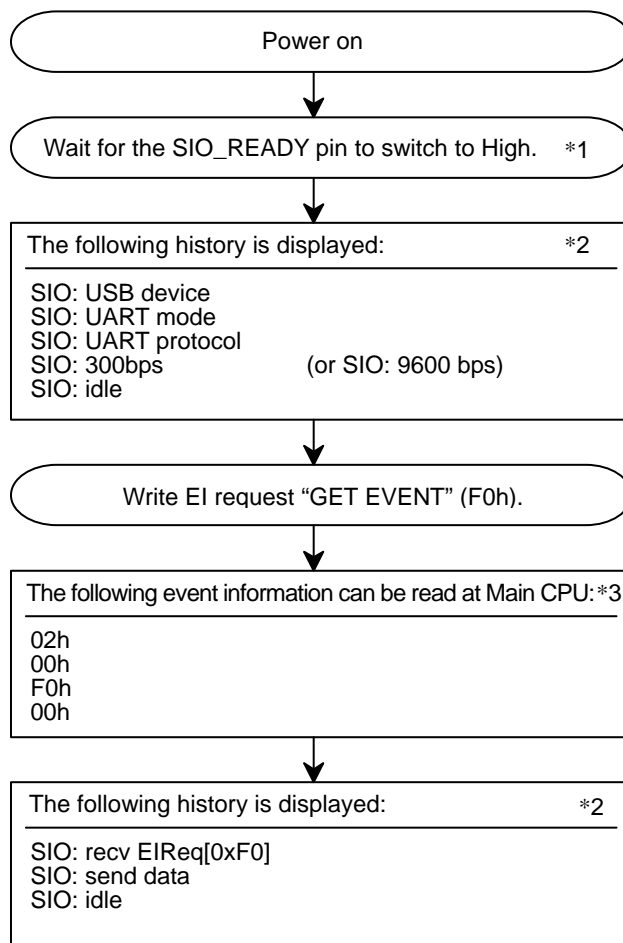 Power on
Wait for the SIO_READY pin to switch to High. *1
The following history is displayed: *2
SIO: USB device
SIO: UART mode
SIO: UART protocol
SIO: 300bps (or SIO: 9600 bps)
SIO: idle
Write EI request “GET EVENT” (F0h).
The following event information can be read at Main CPU:*3
02h
00h
F0h
00h
The following history is displayed: *2
SIO: recv EIReq[0xF0]
SIO: send data
SIO: idle